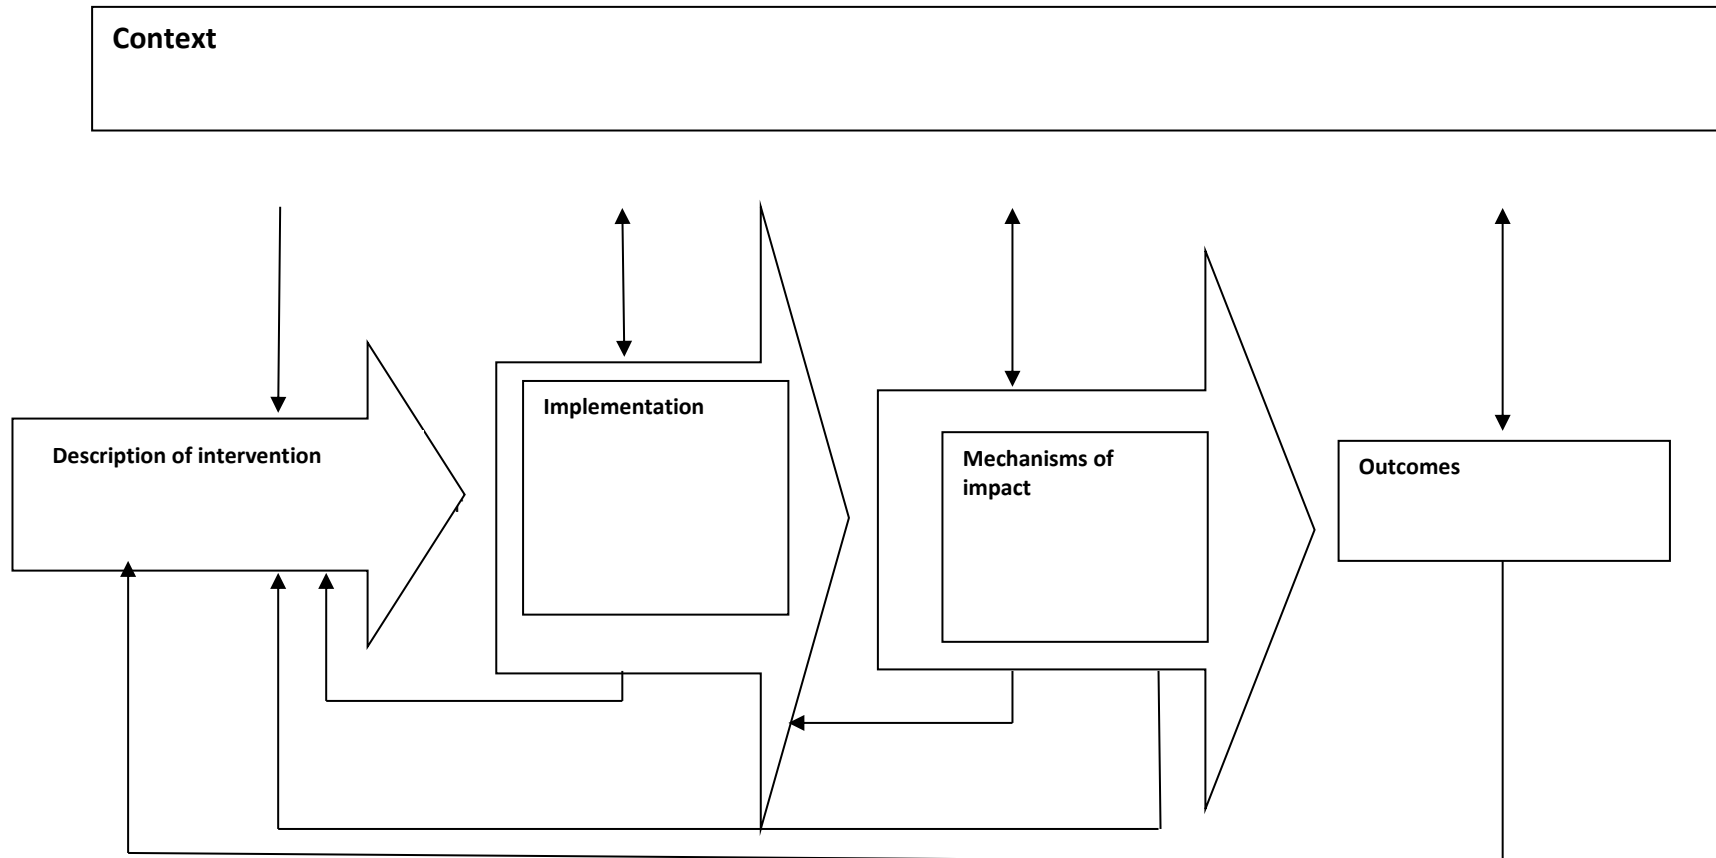 Context
Description of intervention
Implementation
Mechanisms of
impact
Outcomes